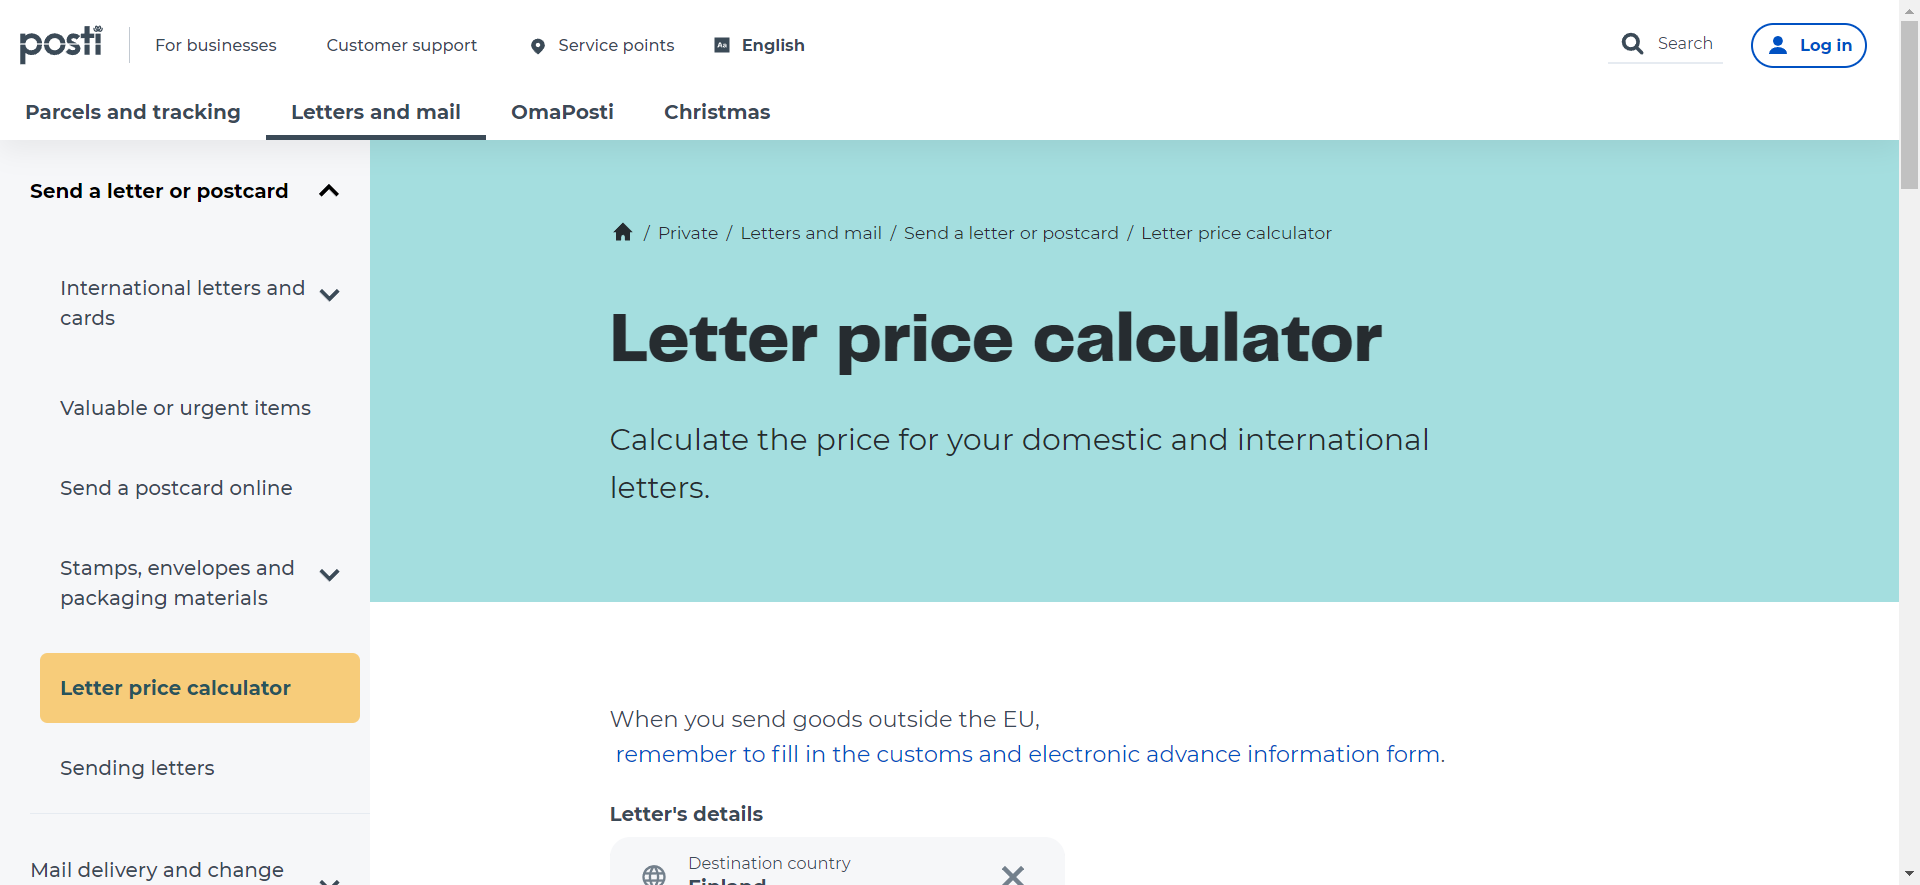 posti
For businesses
Customer support
Service points
Aa
English
Search
Log in
Parcels and tracking
Letters and mail
OmaPosti
Christmas
Send a letter or postcard
International letters and
cards
Valuable or urgent items
Send a postcard online
Stamps, envelopes and
packaging materials
Letter price calculator
Sending letters
Mail delivery and change
/ Private / Letters and mail / Send a letter or postcard / Letter price calculator
Letter price calculator
Calculate the price for your domestic and international
letters.
When you send goods outside the EU,
remember to fill in the customs and electronic advance information form.
Letter's details
Destination country
Finland